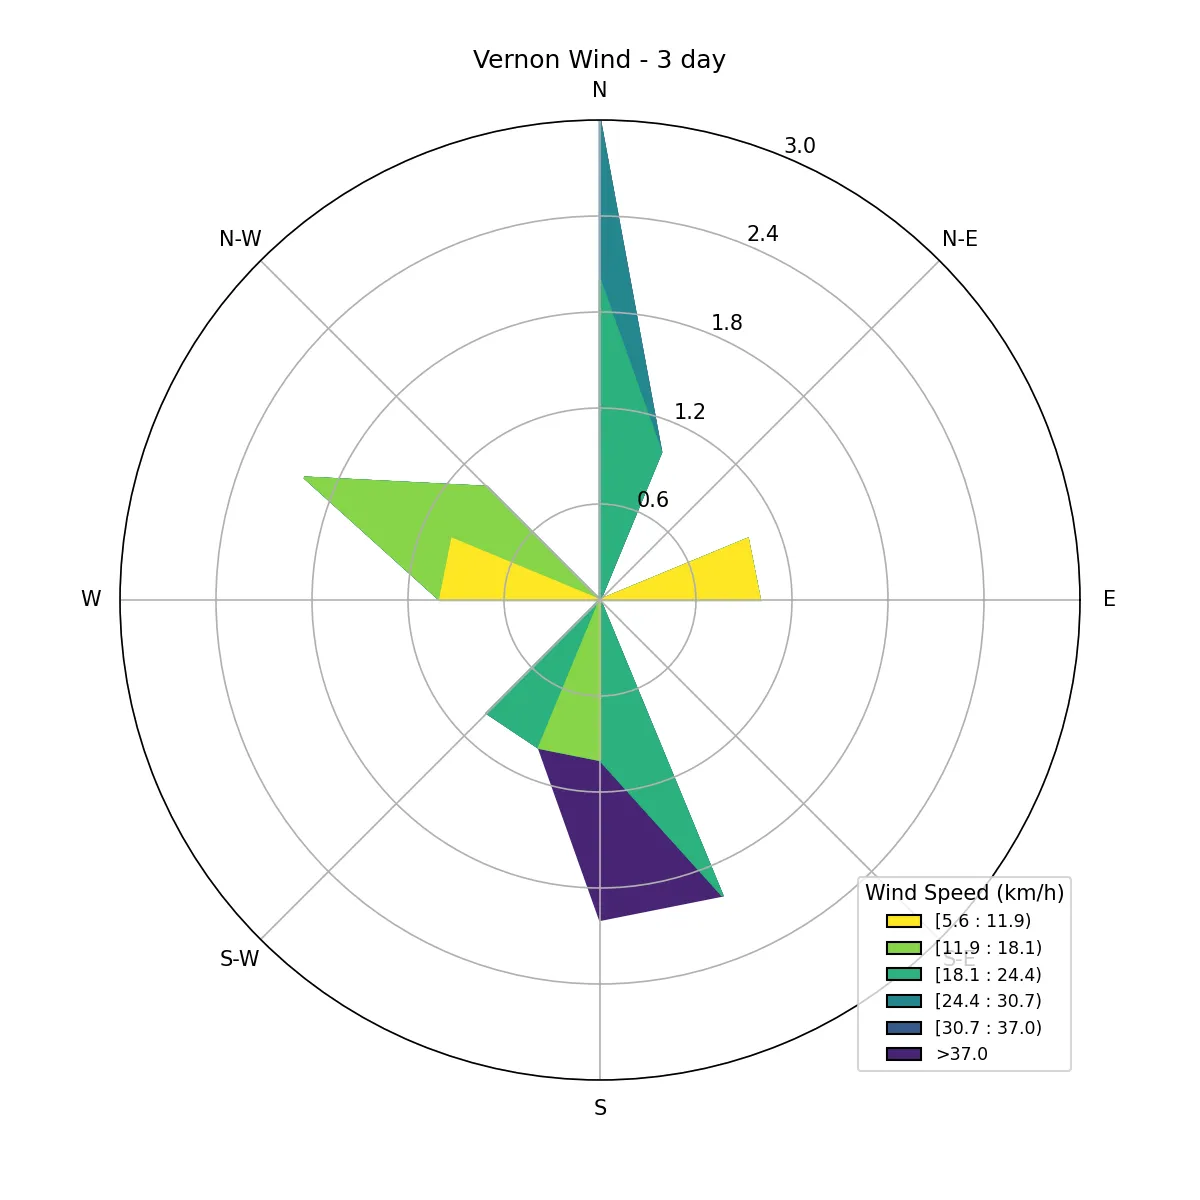 Vernon Wind - 3 day
N
3.0
2.4
N-W
N-E
1.8
1.2
0.6
W
E
Wind Speed (km/h)
[5.6 : 11.9)
[11.9 : 18.1)
S-W
S-E
[18.1 : 24.4)
[24.4 : 30.7)
[30.7 : 37.0)
>37.0
S